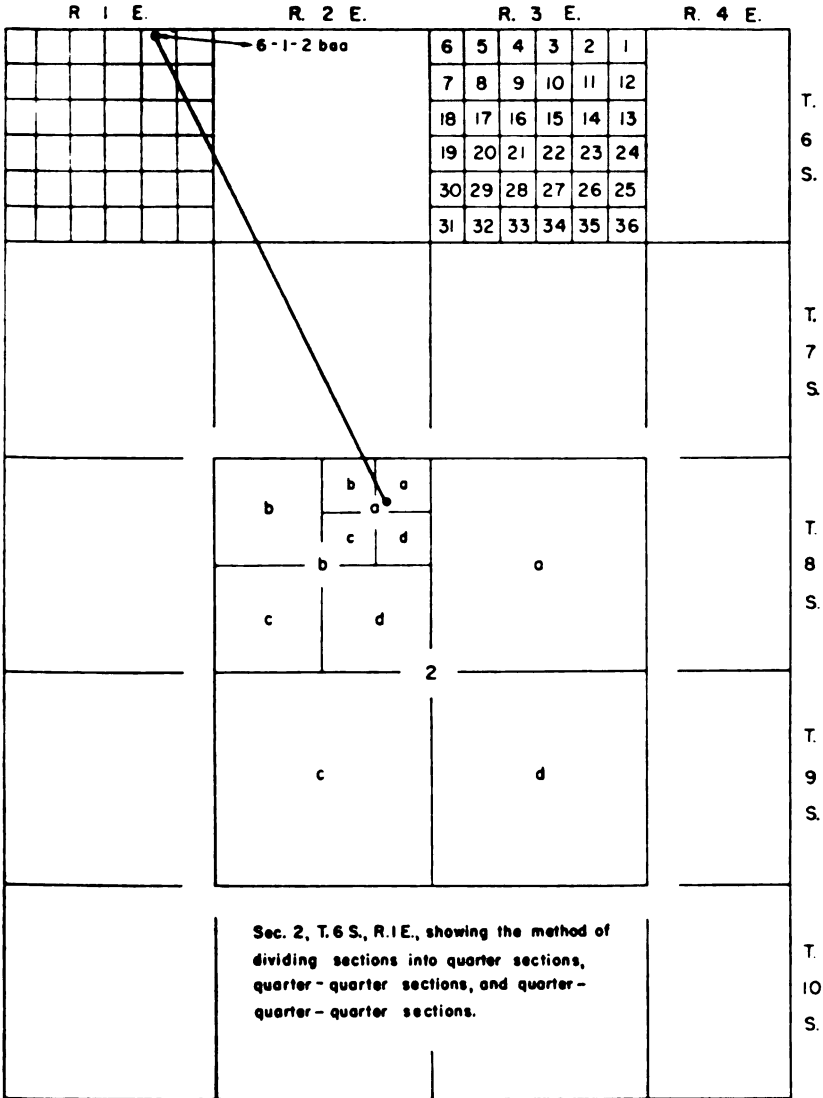 R 1 E. R. 2 E. R. 3 E. R. 4 E.
6-1-2 baa
6 5 4 3 2 1
7 8 9 10 11 12
18 17 16 15 14 13
19 20 21 22 23 24
30 29 28 27 26 25
31 32 33 34 35 36
T.
6
S.
T.
7
S.
b a
b a
c d
b a
c d
T.
8
S.
2
c d
T.
9
S.
Sec. 2, T. 6 S., R. 1 E., showing the method of
dividing sections into quarter sections,
quarter-quarter sections, and quarter-
quarter-quarter sections.
T.
10
S.